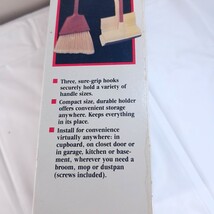 Three, sure-grip hooks
securely hold a variety of
handle sizes.
Compact size, durable holder
offers convenient storage
anywhere. Keeps everything
in its place.
Install for convenience
virtually anywhere: in
cupboard, on closet door or
in garage, kitchen or base-
ment, wherever you need a
broom, mop or dustpan
(screws included).